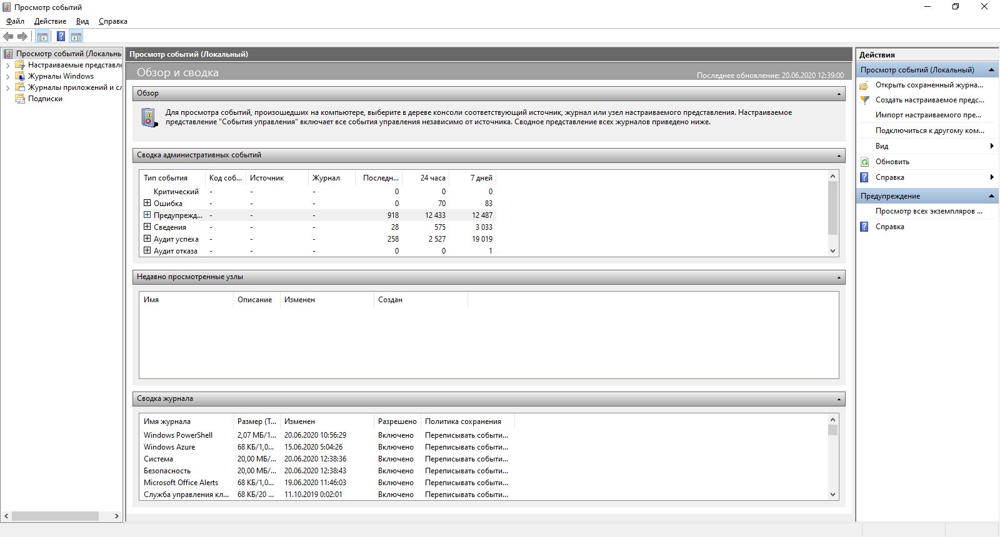 Просмотр событий
Файл Действие Вид Справка
Просмотр событий (Локальны
Настраиваемые представле
Журналы Windows
Журналы приложений и сл
Подписки
Просмотр событий (Локальный)
Обзор и сводка
Последнее обновление: 20.06.2020 12:39:00
Обзор
Для просмотра событий, произошедших на компьютере, выберите в дереве консоли соответствующий источник, журнал или узел настраиваемого представления. Настраиваемое
представление "События управления" включает все события управления независимо от источника. Сводное представление всех журналов приведено ниже.
Сводка административных событий
Тип события Код соб... Источник Журнал Последн... 24 часа 7 дней
Критический - - - 0 0 0
Ошибка - - - 0 70 83
Предупрежд... - - - 918 12 433 12 487
Сведения - - - 28 575 3 033
Аудит успеха - - - 258 2 527 19 019
Аудит отказа - - - 0 0 1
Недавно просмотренные узлы
Имя Описание Изменен Создан
Сводка журнала
Имя журнала Размер (Т... Изменен Разрешено Политика сохранения
Windows PowerShell 2,07 МБ/1... 20.06.2020 10:56:29 Включено Переписывать событи...
Windows Azure 68 КБ/1,0... 15.06.2020 5:04:26 Включено Переписывать событи...
Система 20,00 МБ/... 20.06.2020 12:38:36 Включено Переписывать событи...
Безопасность 20,00 МБ/... 20.06.2020 12:38:43 Включено Переписывать событи...
Microsoft Office Alerts 68 КБ/1,0... 19.06.2020 11:46:03 Включено Переписывать событи...
Служба управления кл... 68 КБ/20 ... 11.10.2019 0:02:01 Включено Переписывать событи...
Действия
Просмотр событий (Локальный)
Открыть сохраненный журна...
Создать настраиваемое предс...
Импорт настраиваемого пре...
Подключиться к другому ком...
Вид
Обновить
Справка
Предупреждение
Просмотр всех экземпляров ...
Справка